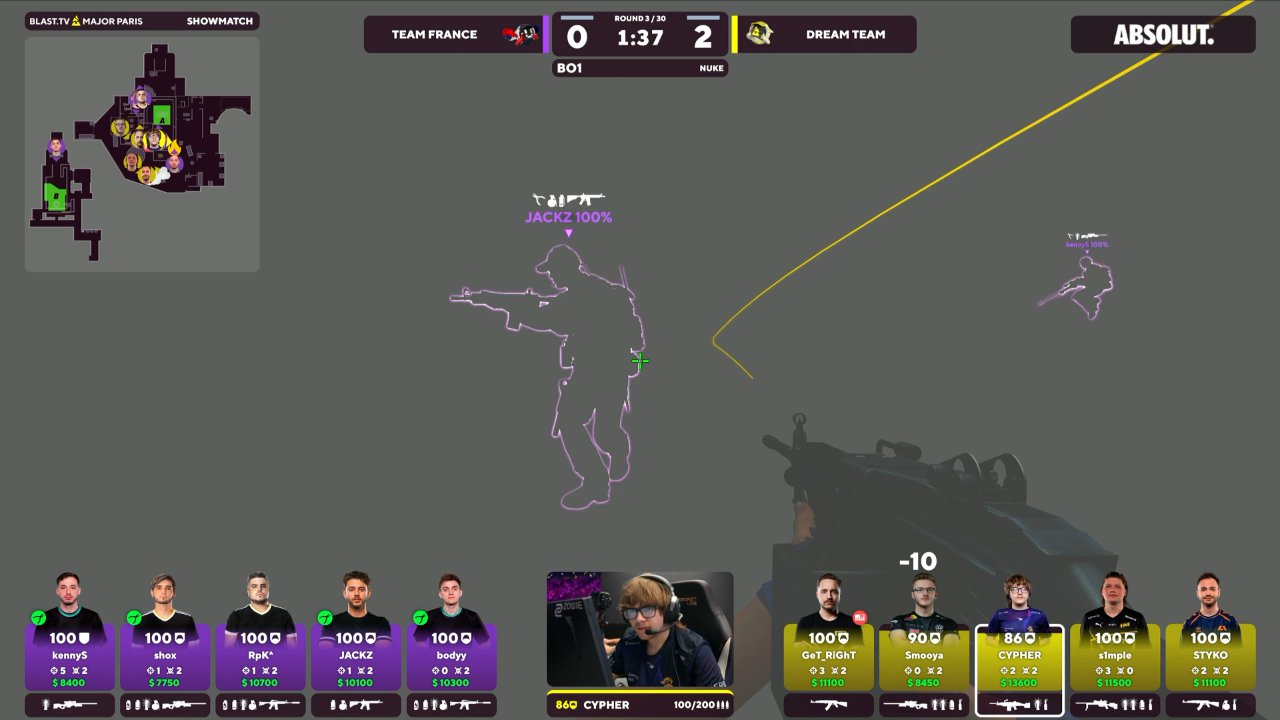 BLAST.TV MAJOR PARIS SHOWMATCH
TEAM FRANCE 0 ROUND 3 / 30 1:37 2 DREAM TEAM
ABSOLUT.
BO1 NUKE
JACKZ 100%
kennyS 100%
-10
100 100 100 100 100 100 90 86 100 100
kennyS shox RpK^ JACKZ bodyy GeT_RiGhT Smooya CYPHER s1mple STYKO
5 2 1 2 1 2 1 2 0 2 3 2 0 2 2 2 3 0 2 2
$ 8400 $ 7750 $ 10700 $ 10100 $ 10300 $ 11100 $ 8450 $ 13600 $ 11500 $ 11100
ZOWIE
86 CYPHER 100/200